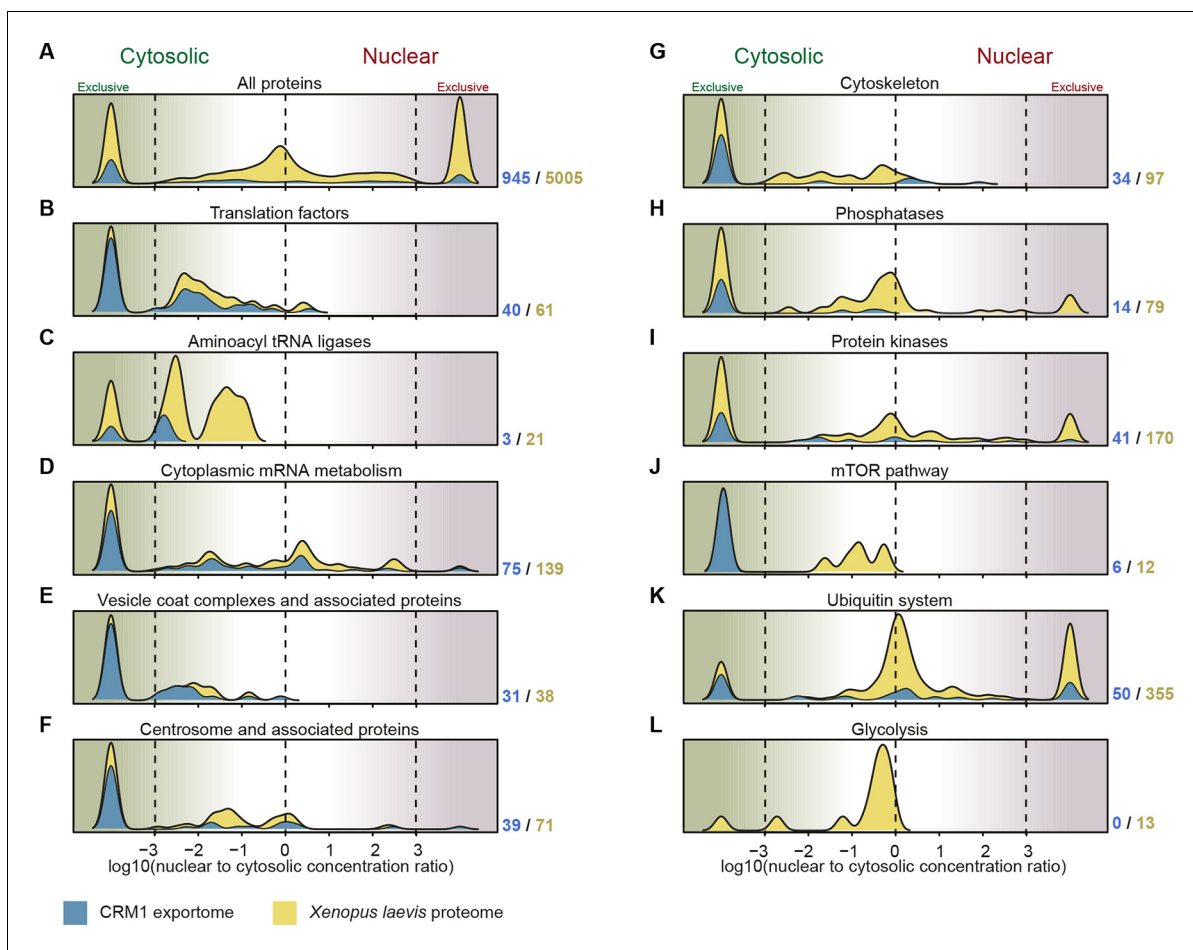 A
Cytosolic
Nuclear
Exclusive
All proteins
Exclusive
945 / 5005
B
Translation factors
40 / 61
C
Aminoacyl tRNA ligases
3 / 21
D
Cytoplasmic mRNA metabolism
75 / 139
E
Vesicle coat complexes and associated proteins
31 / 38
F
Centrosome and associated proteins
39 / 71
−3 −2 −1 0 1 2 3
log10(nuclear to cytosolic concentration ratio)
G
Cytosolic
Nuclear
Exclusive
Cytoskeleton
Exclusive
34 / 97
H
Phosphatases
14 / 79
I
Protein kinases
41 / 170
J
mTOR pathway
6 / 12
K
Ubiquitin system
50 / 355
L
Glycolysis
0 / 13
−3 −2 −1 0 1 2 3
log10(nuclear to cytosolic concentration ratio)
CRM1 exportome
Xenopus laevis proteome